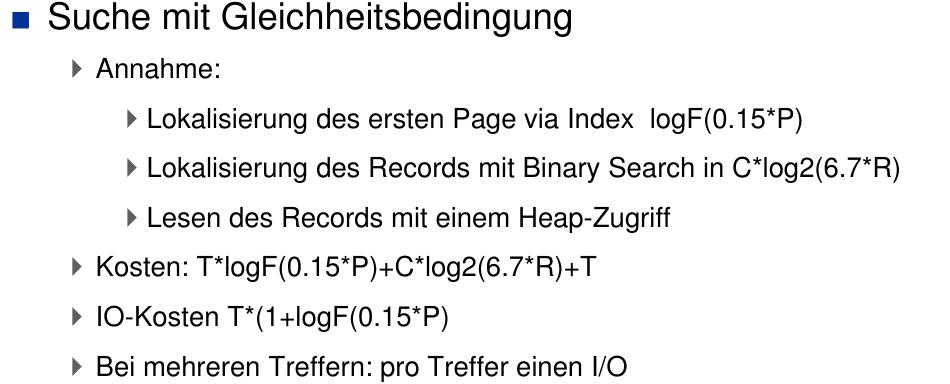 Suche mit Gleichheitsbedingung
Annahme:
Lokalisierung des ersten Page via Index logF(0.15*P)
Lokalisierung des Records mit Binary Search in C*log2(6.7*R)
Lesen des Records mit einem Heap-Zugriff
Kosten: T*logF(0.15*P)+C*log2(6.7*R)+T
IO-Kosten T*(1+logF(0.15*P)
Bei mehreren Treffern: pro Treffer einen I/O